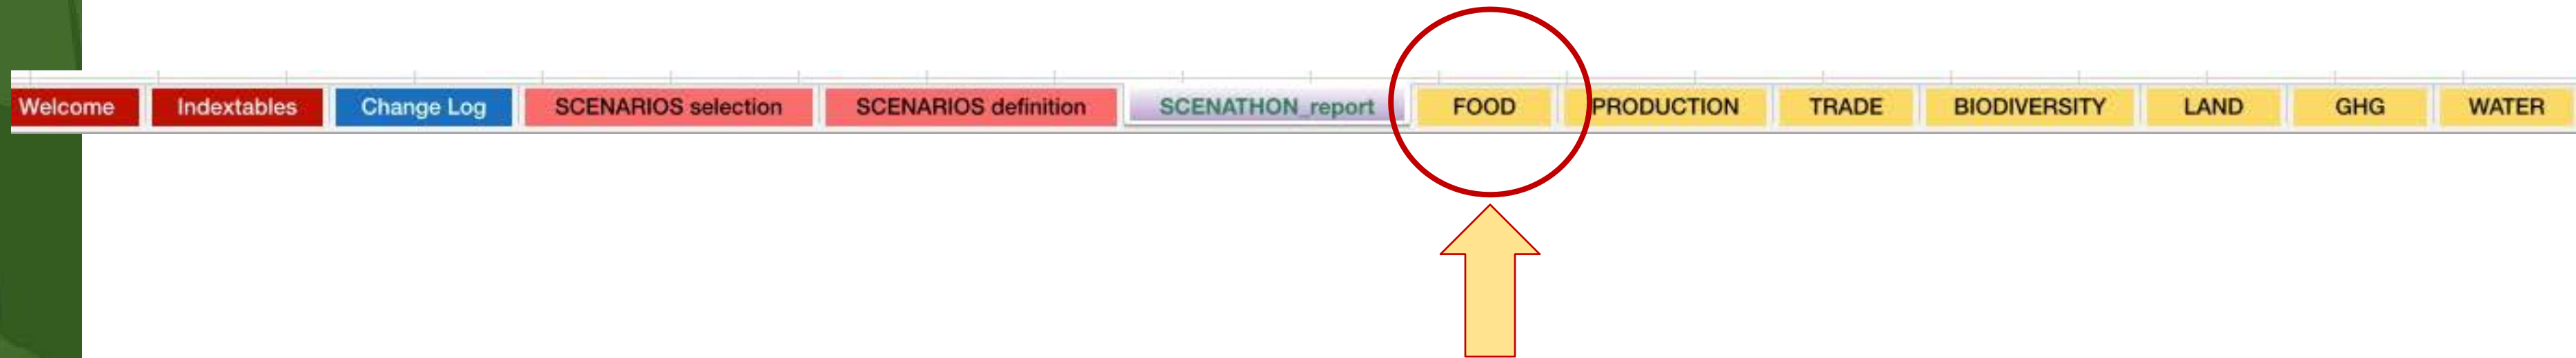 Welcome Indextables Change Log SCENARIOS selection SCENARIOS definition SCENATHON_report FOOD PRODUCTION TRADE BIODIVERSITY LAND GHG WATER